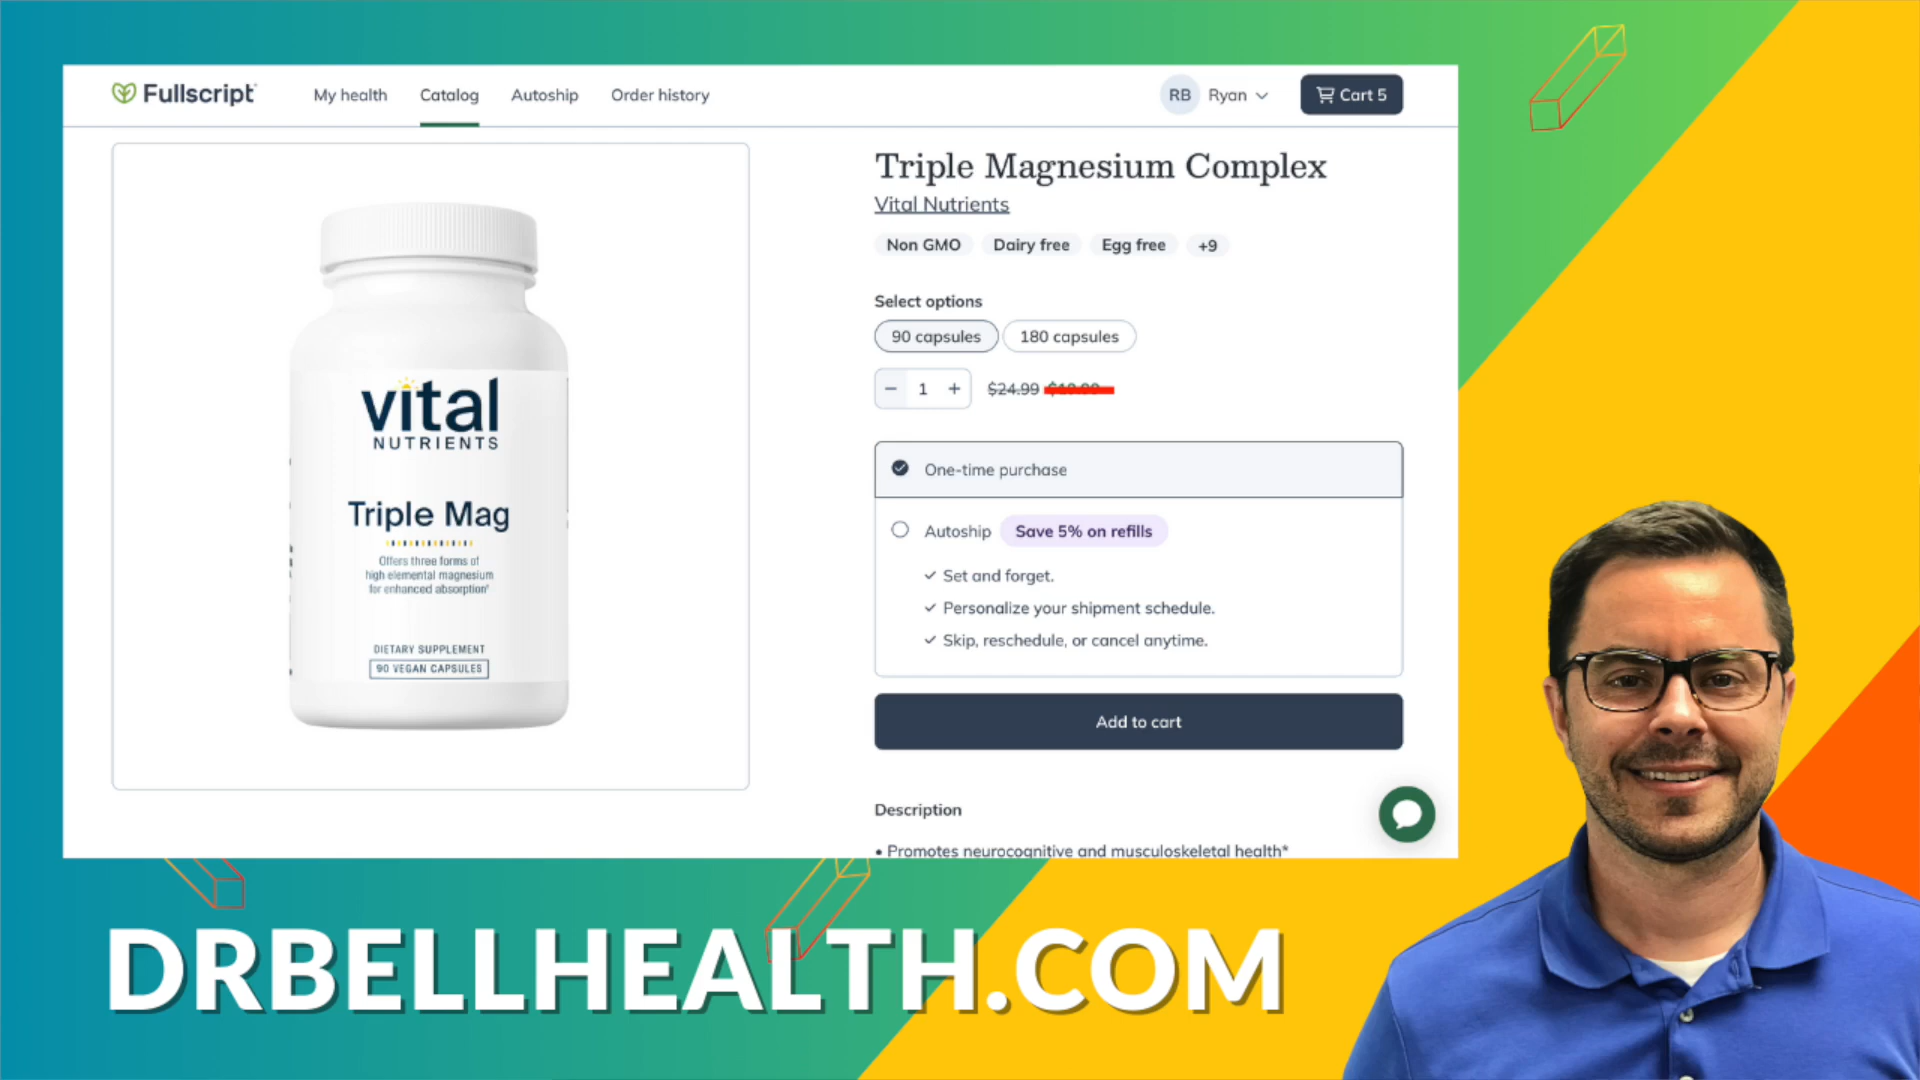 Fullscript
My health
Catalog
Autoship
Order history
RB
Ryan
Cart 5
vital
NUTRIENTS
Triple Mag
Offers three forms of
high elemental magnesium
for enhanced absorption*
DIETARY SUPPLEMENT
90 VEGAN CAPSULES
Triple Magnesium Complex
Vital Nutrients
Non GMO
Dairy free
Egg free
+9
Select options
90 capsules
180 capsules
− 1 + $24.99
One-time purchase
Autoship
Save 5% on refills
Set and forget.
Personalize your shipment schedule.
Skip, reschedule, or cancel anytime.
Add to cart
Description
• Promotes neurocognitive and musculoskeletal health*
DRBELLHEALTH.COM